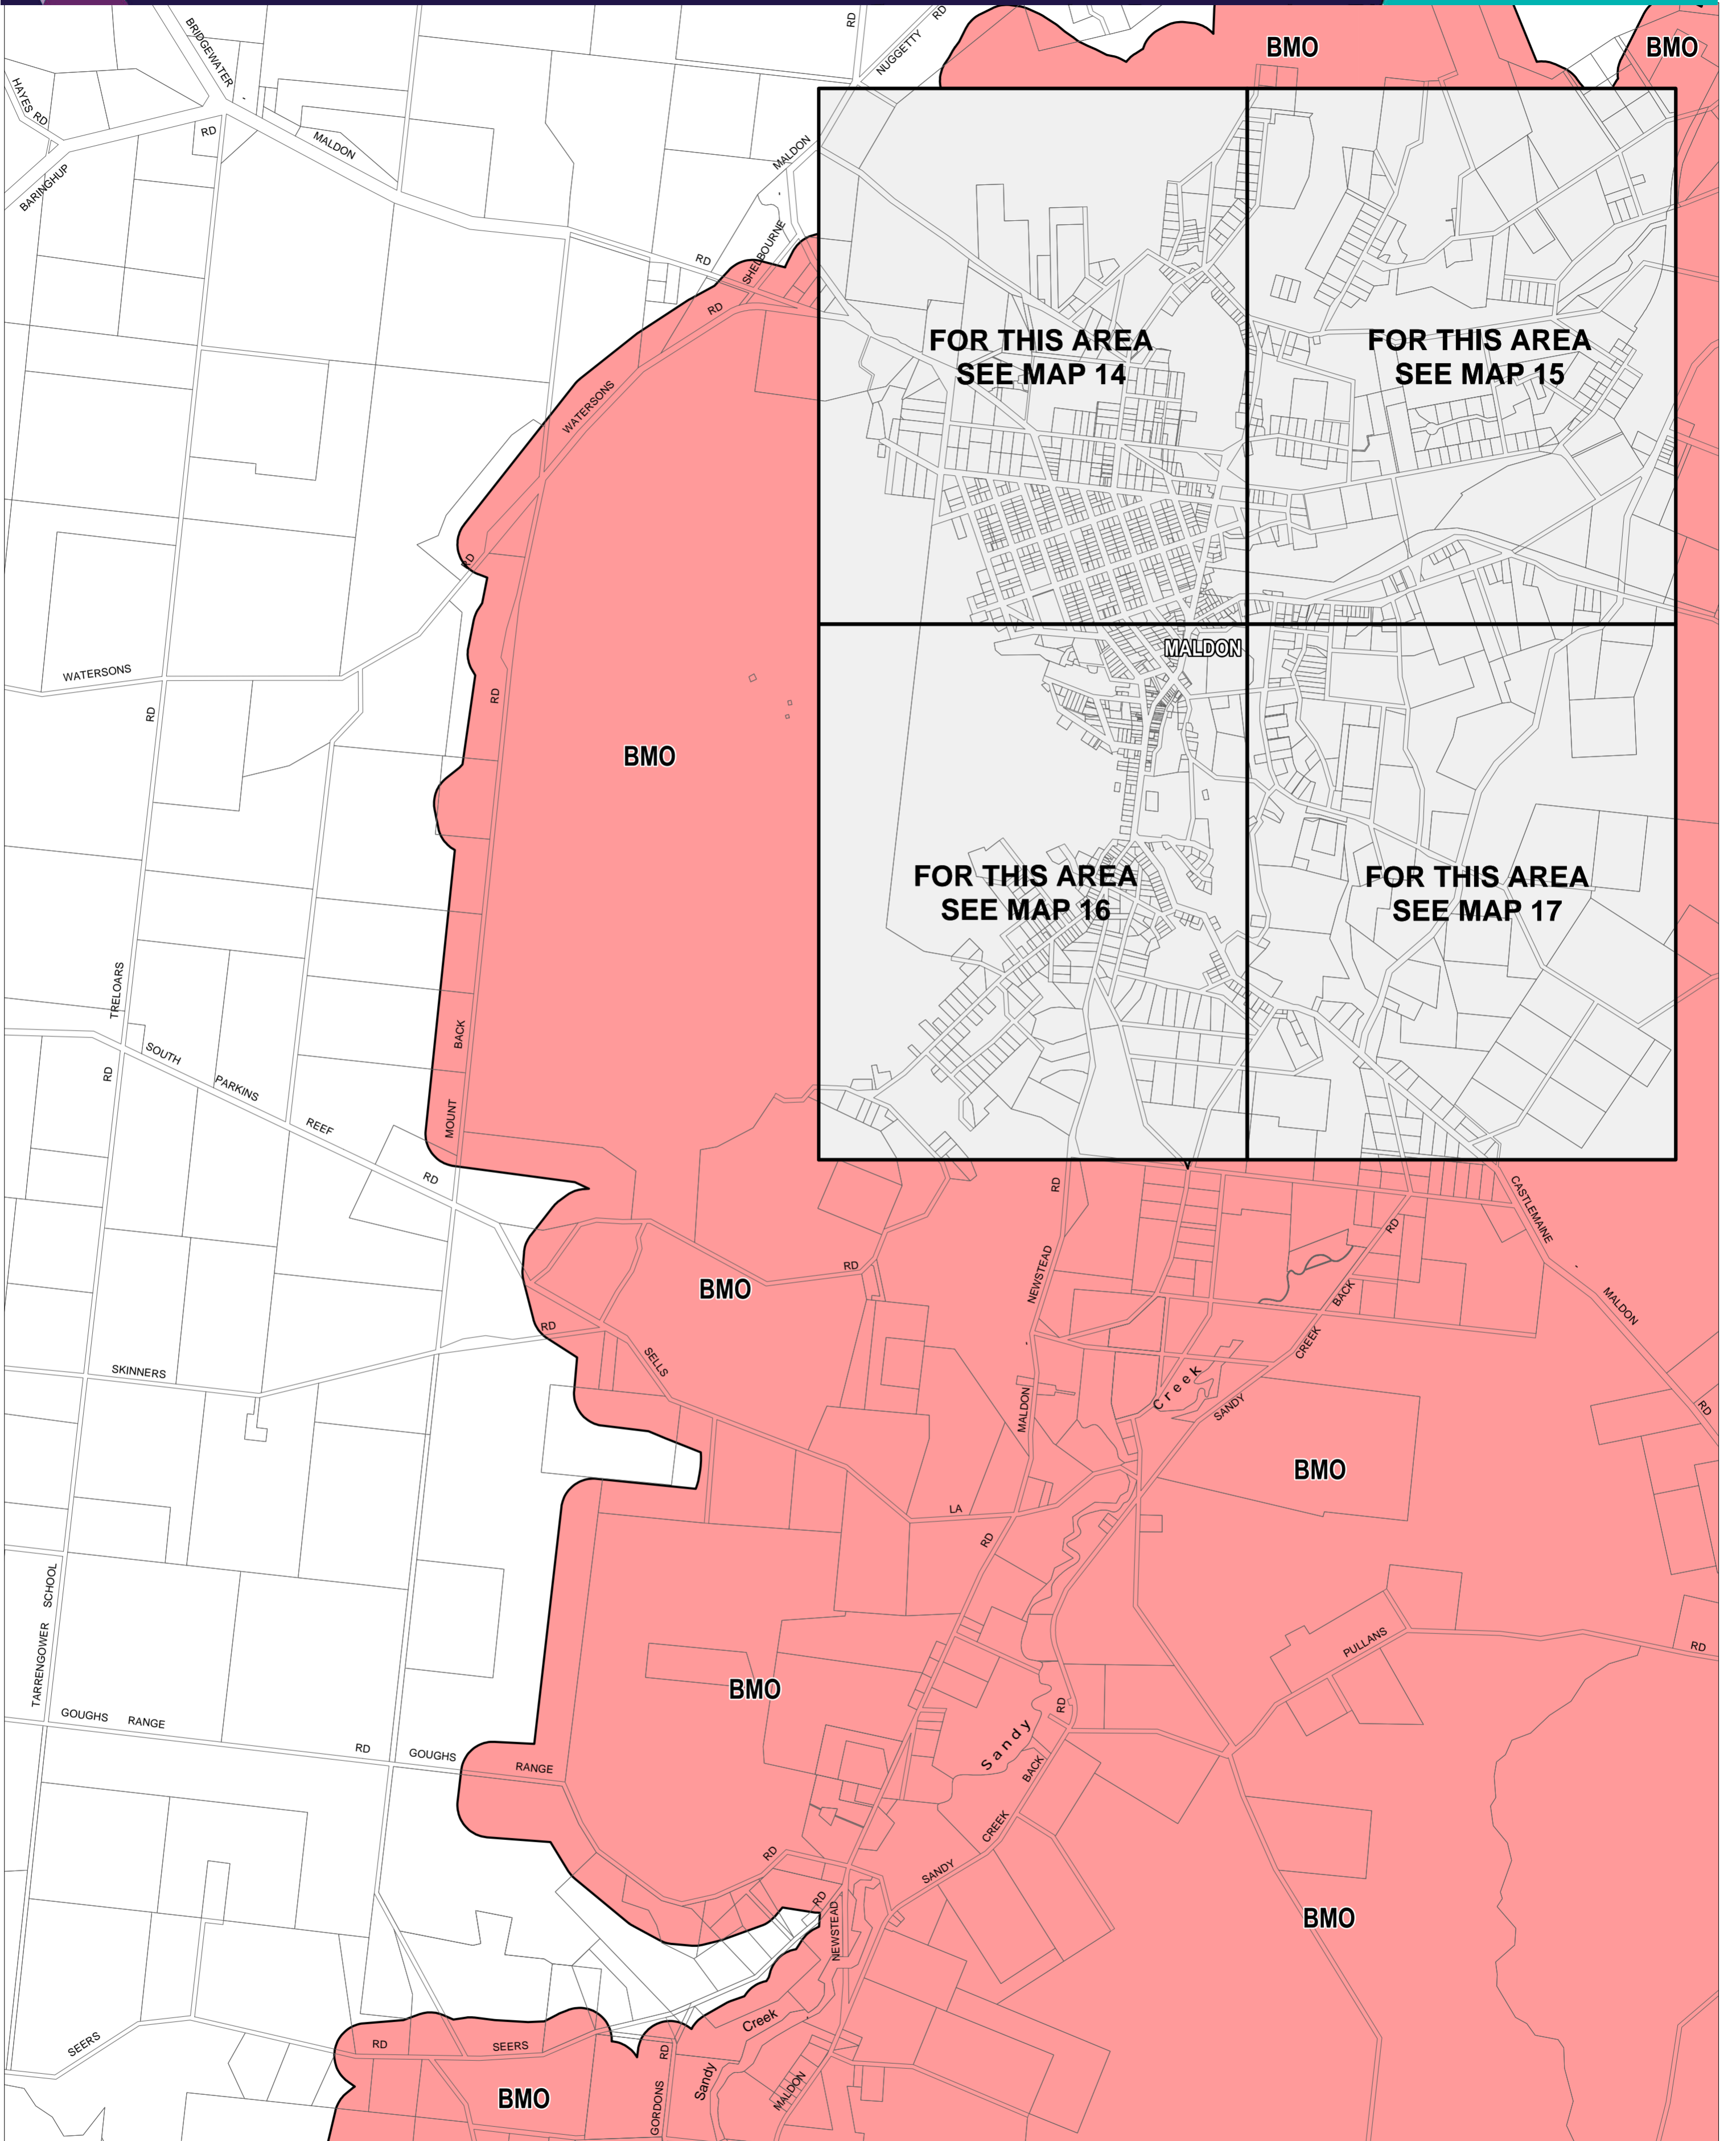 BMO
BMO
RD
NUGGETTY
RD
BRIDGEWATER
-
HAYES
RD
RD
MALDON
BARINGHUP
MALDON
RD
SHELBOURNE
RD
FOR THIS AREA
SEE MAP 14
FOR THIS AREA
SEE MAP 15
WATERSONS
RD
MALDON
WATERSONS
RD
RD
BMO
FOR THIS AREA
SEE MAP 16
FOR THIS AREA
SEE MAP 17
TRELOARS
BACK
SOUTH
RD
PARKINS
MOUNT
REEF
RD
RD
CASTLEMAINE
-
MALDON
RD
RD
NEWSTEAD
-
MALDON
RD
BMO
BACK
CREEK
SANDY
Creek
RD
SELLS
SKINNERS
BMO
LA
RD
SCHOOL
TARRENGOWER
PULLANS
RD
BMO
RD
Sandy
BACK
CREEK
SANDY
GOUGHS
RANGE
RD
GOUGHS
RANGE
RD
RD
NEWSTEAD
-
MALDON
BMO
Creek
Sandy
SEERS
RD
SEERS
RD
GORDONS
BMO